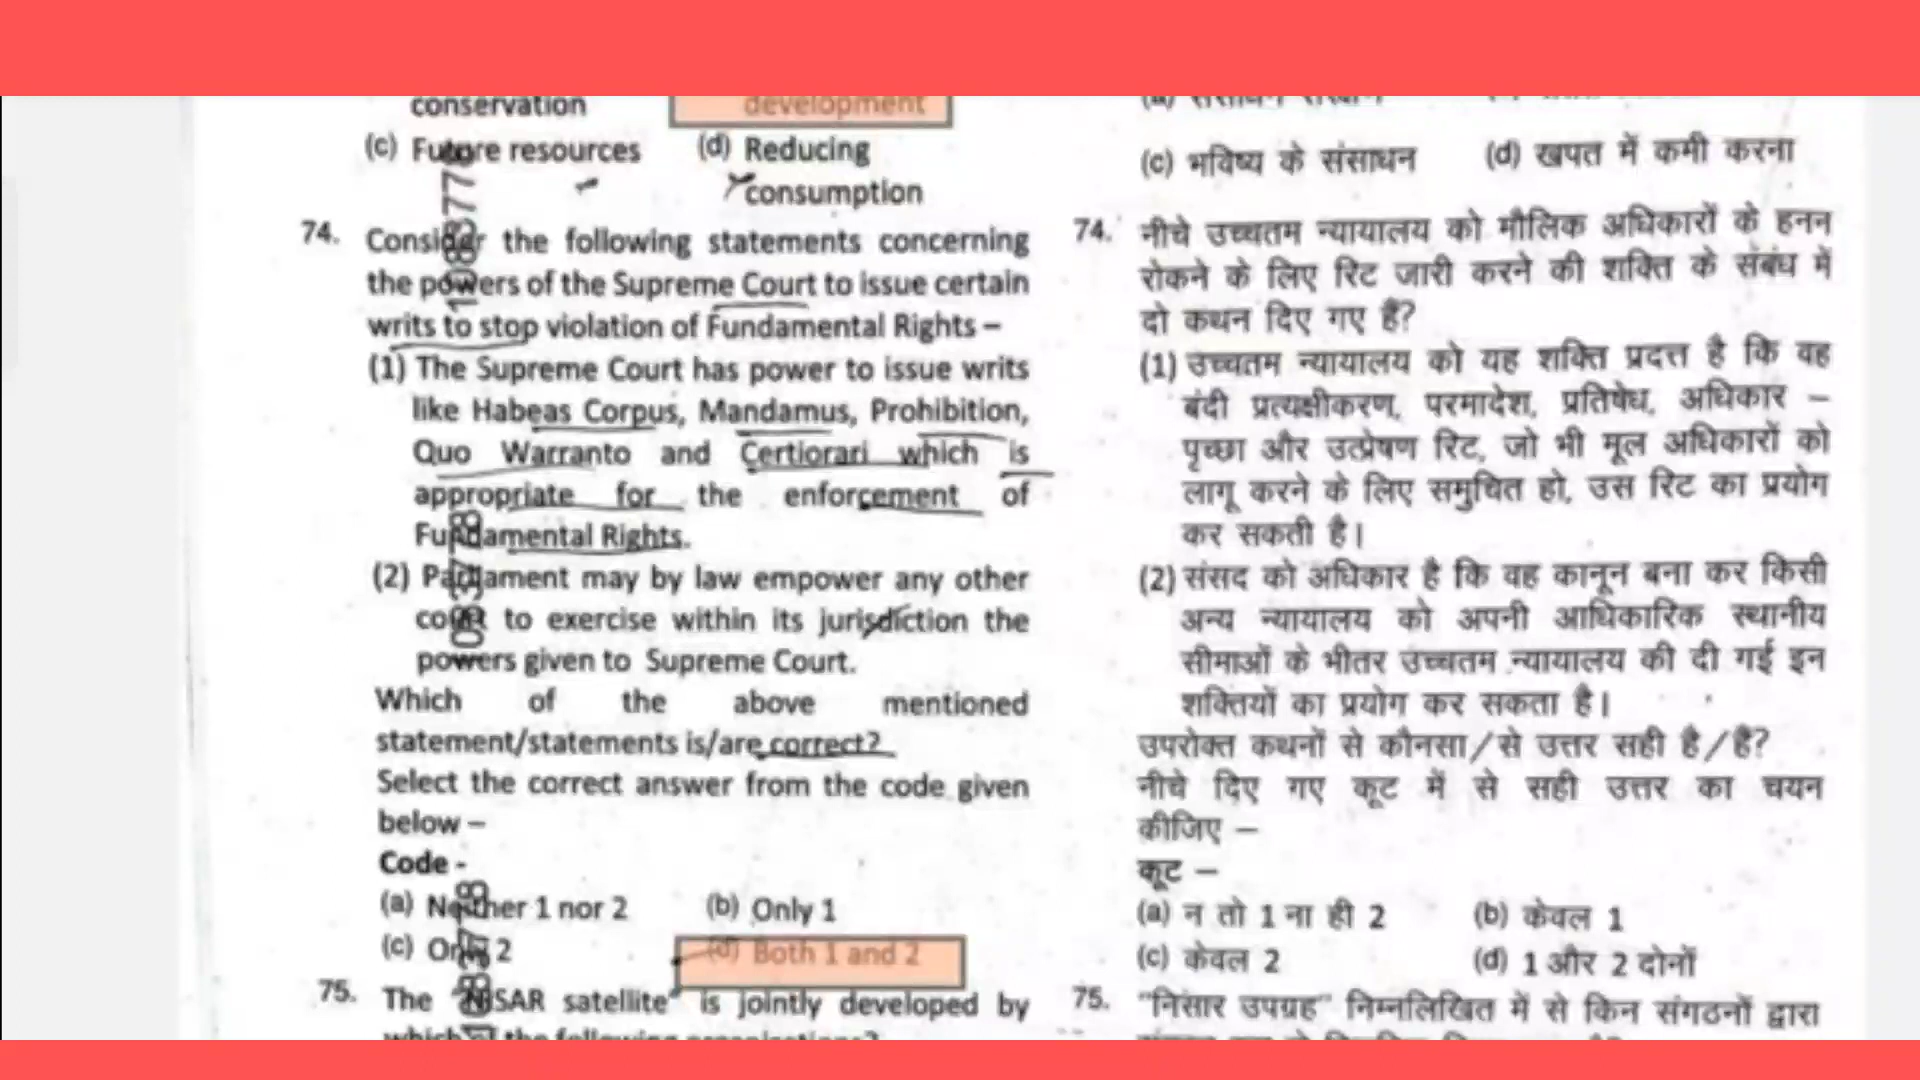 conservation
development
(c) Future resources
(d) Reducing
consumption
74. Consider the following statements concerning
the powers of the Supreme Court to issue certain
writs to stop violation of Fundamental Rights –
(1) The Supreme Court has power to issue writs
like Habeas Corpus, Mandamus, Prohibition,
Quo Warranto and Certiorari which is
appropriate for the enforcement of
Fundamental Rights.
(2) Parliament may by law empower any other
court to exercise within its jurisdiction the
powers given to Supreme Court.
Which of the above mentioned
statement/statements is/are correct?
Select the correct answer from the code given
below –
Code -
(a) Neither 1 nor 2 (b) Only 1
(c) Only 2 (d) Both 1 and 2
75. The "NISAR satellite" is jointly developed by
which of the following organisations?
(c) भविष्य के संसाधन (d) खपत में कमी करना
74. नीचे उच्चतम न्यायालय को मौलिक अधिकारों के हनन
रोकने के लिए रिट जारी करने की शक्ति के संबंध में
दो कथन दिए गए हैं?
(1) उच्चतम न्यायालय को यह शक्ति प्रदत्त है कि वह
बंदी प्रत्यक्षीकरण, परमादेश, प्रतिषेध, अधिकार –
पृच्छा और उत्प्रेषण रिट, जो भी मूल अधिकारों को
लागू करने के लिए समुचित हो, उस रिट का प्रयोग
कर सकती है।
(2) संसद को अधिकार है कि वह कानून बना कर किसी
अन्य न्यायालय को अपनी आधिकारिक स्थानीय
सीमाओं के भीतर उच्चतम न्यायालय की दी गई इन
शक्तियों का प्रयोग कर सकता है।
उपरोक्त कथनों से कौनसा/से उत्तर सही है/हैं?
नीचे दिए गए कूट में से सही उत्तर का चयन
कीजिए –
कूट –
(a) न तो 1 ना ही 2 (b) केवल 1
(c) केवल 2 (d) 1 और 2 दोनों
75. "निसार उपग्रह" निम्नलिखित में से किन संगठनों द्वारा